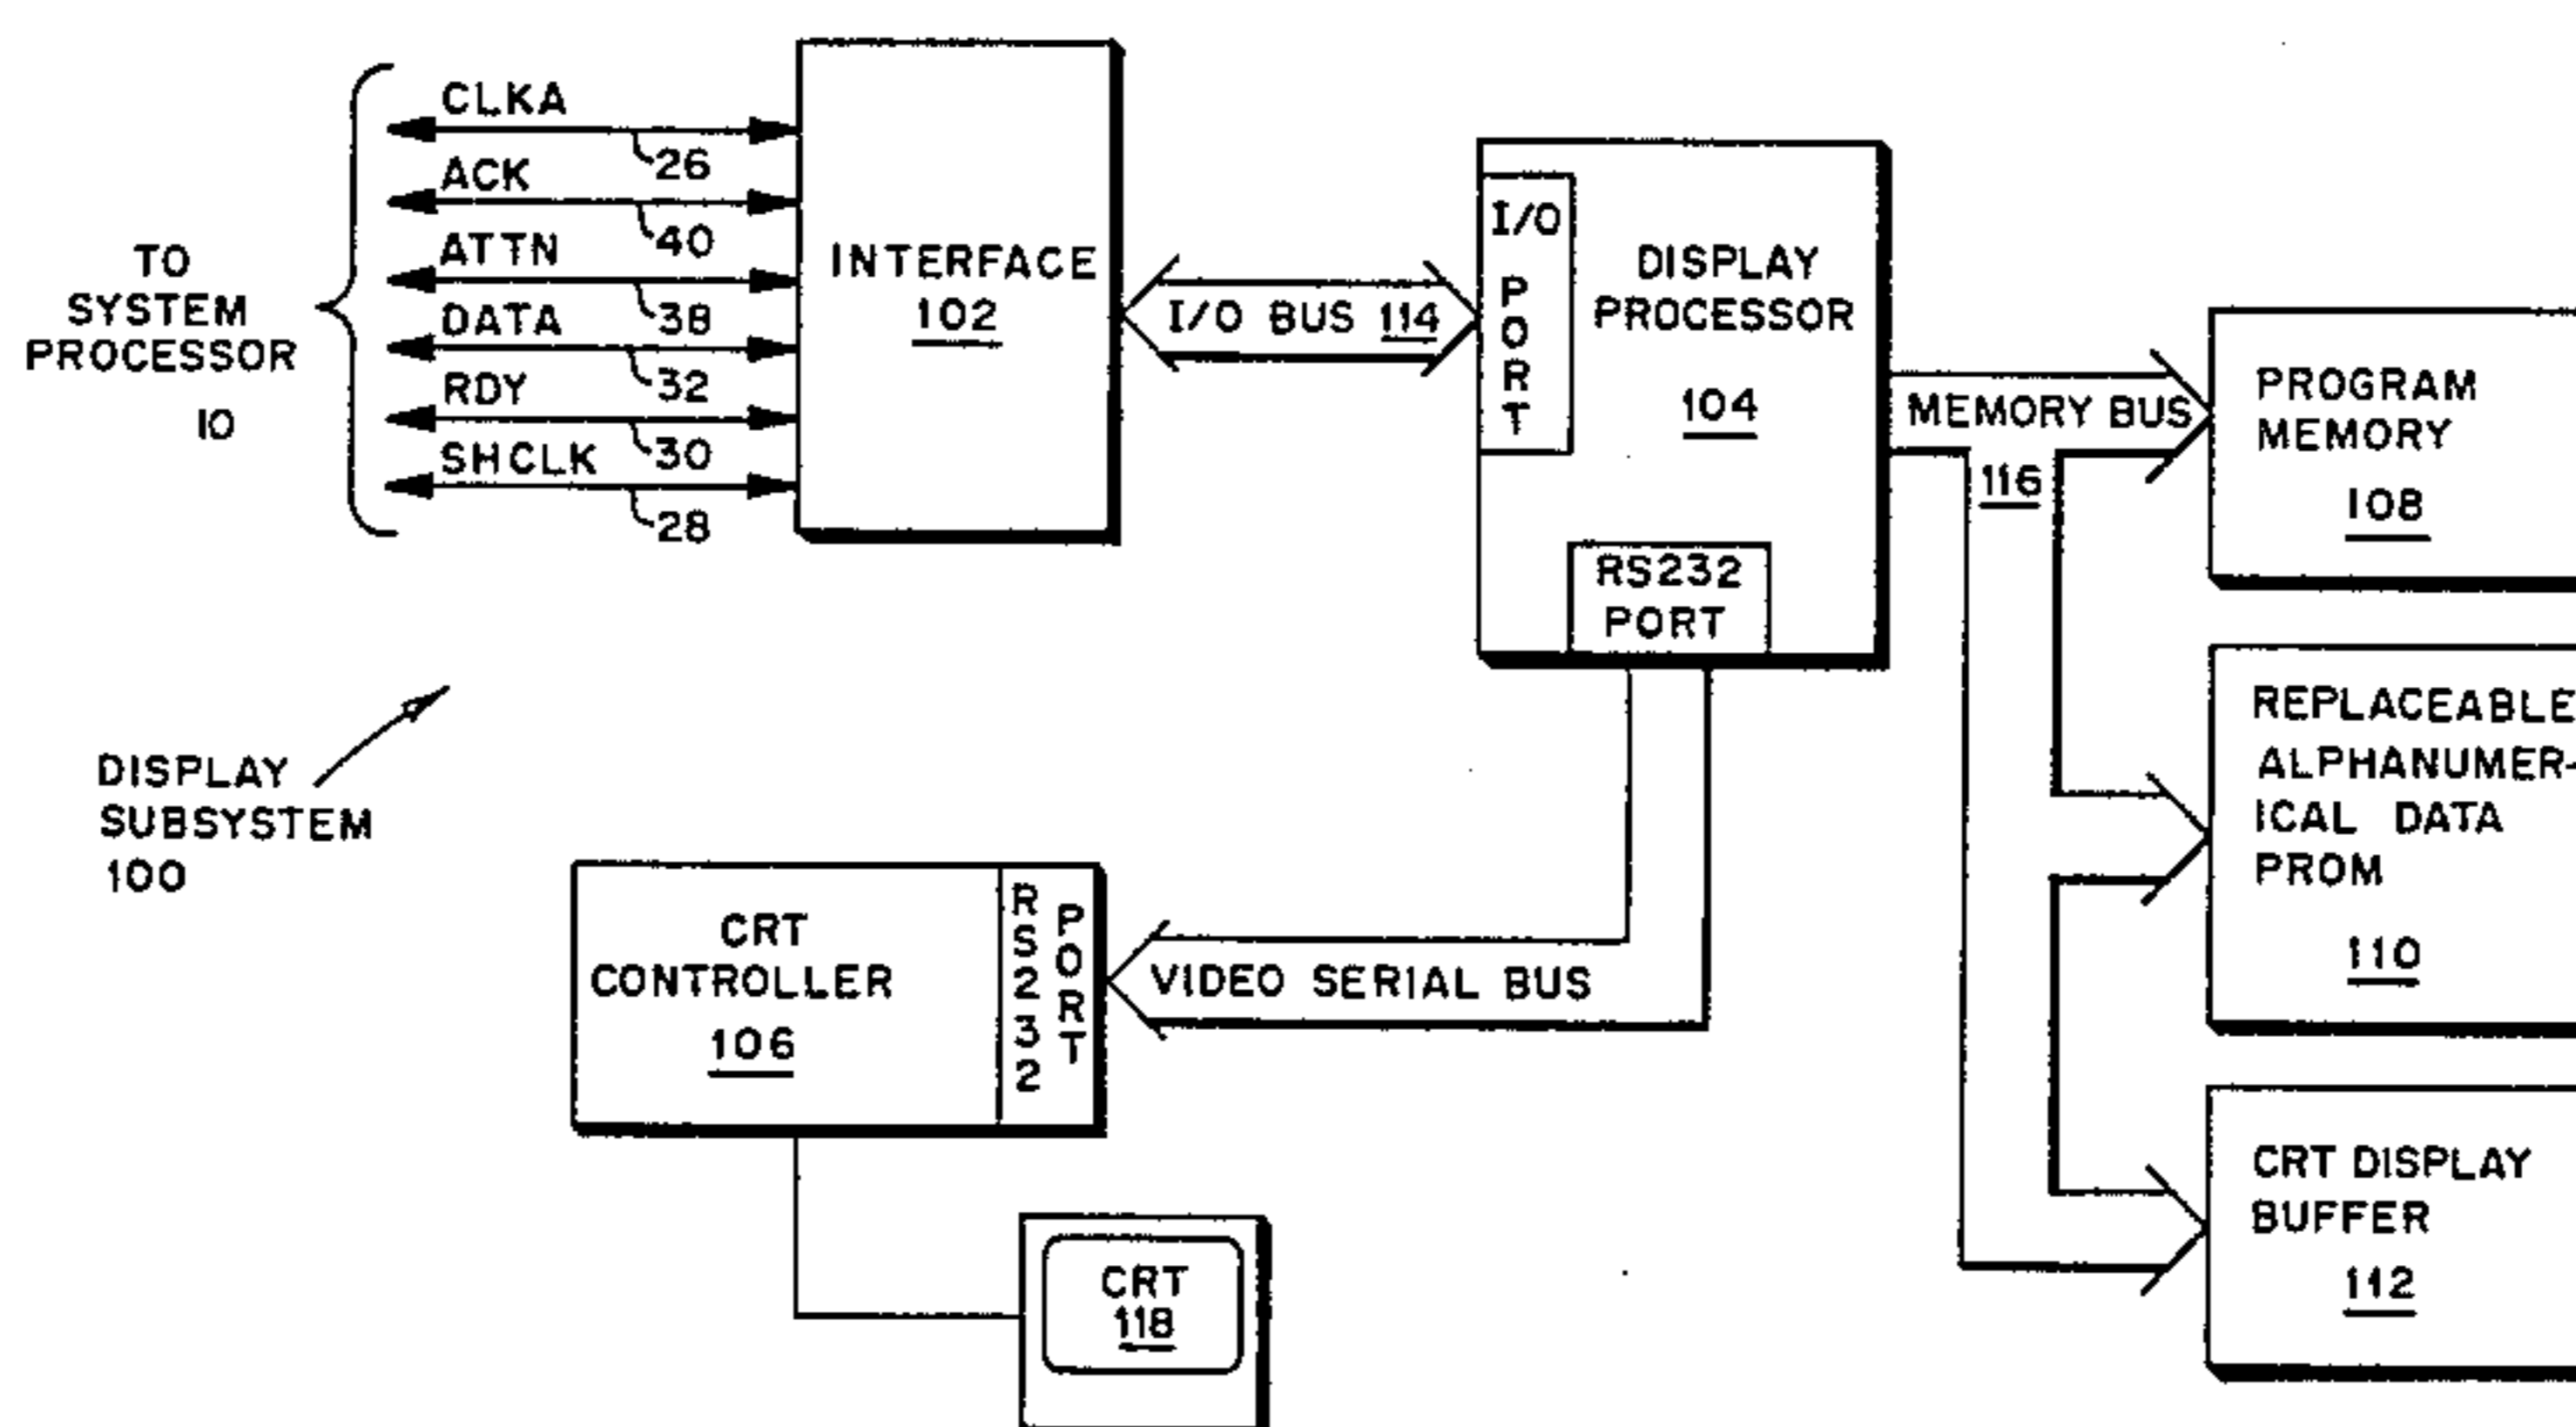 CLKA
26
ACK
40
ATTN
38
DATA
32
RDY
30
SHCLK
28
TO
SYSTEM
PROCESSOR
10
INTERFACE
102
I/O BUS 114
I/O
PORT
DISPLAY
PROCESSOR
104
RS232
PORT
MEMORY BUS
116
PROGRAM
MEMORY
108
REPLACEABLE
ALPHANUMER-
ICAL DATA
PROM
110
CRT DISPLAY
BUFFER
112
DISPLAY
SUBSYSTEM
100
CRT
CONTROLLER
106
RS232
PORT
VIDEO SERIAL BUS
CRT
118